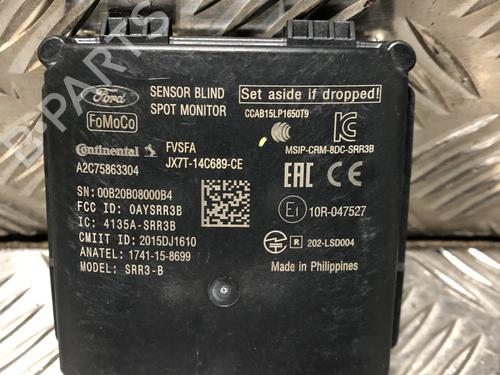 Ford
SENSOR BLIND
SPOT MONITOR
Set aside if dropped!
FoMoCo
CCAB15LP1650T9
MSIP-CRM-8DC-SRR3B
Continental
FVSFA
A2C75863304
JX7T-14C689-CE
EAC CE
SN: 00B20B08000B4
FCC ID: OAYSRR3B
IC: 4135A-SRR3B
CMIIT ID: 2015DJ1610
ANATEL: 1741-15-8699
MODEL: SRR3-B
E1 10R-047527
R 202-LSD004
Made in Philippines
B-PARTS